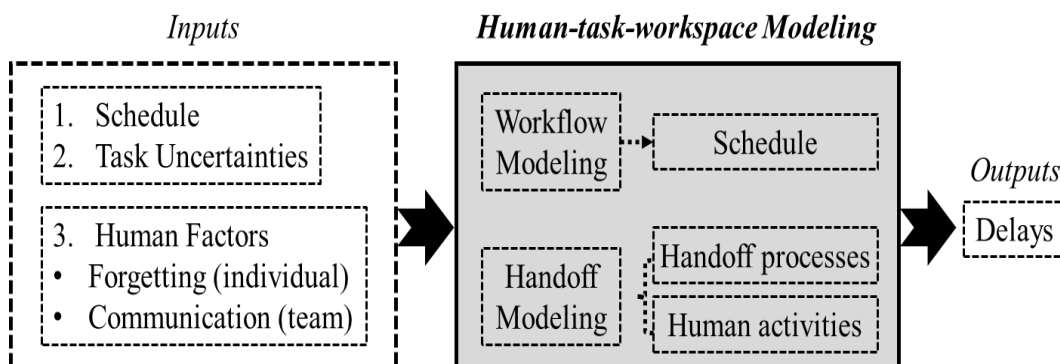 Inputs
1. Schedule
2. Task Uncertainties
3. Human Factors
• Forgetting (individual)
• Communication (team)
Human-task-workspace Modeling
Workflow
Modeling
Schedule
Handoff
Modeling
Handoff processes
Human activities
Outputs
Delays